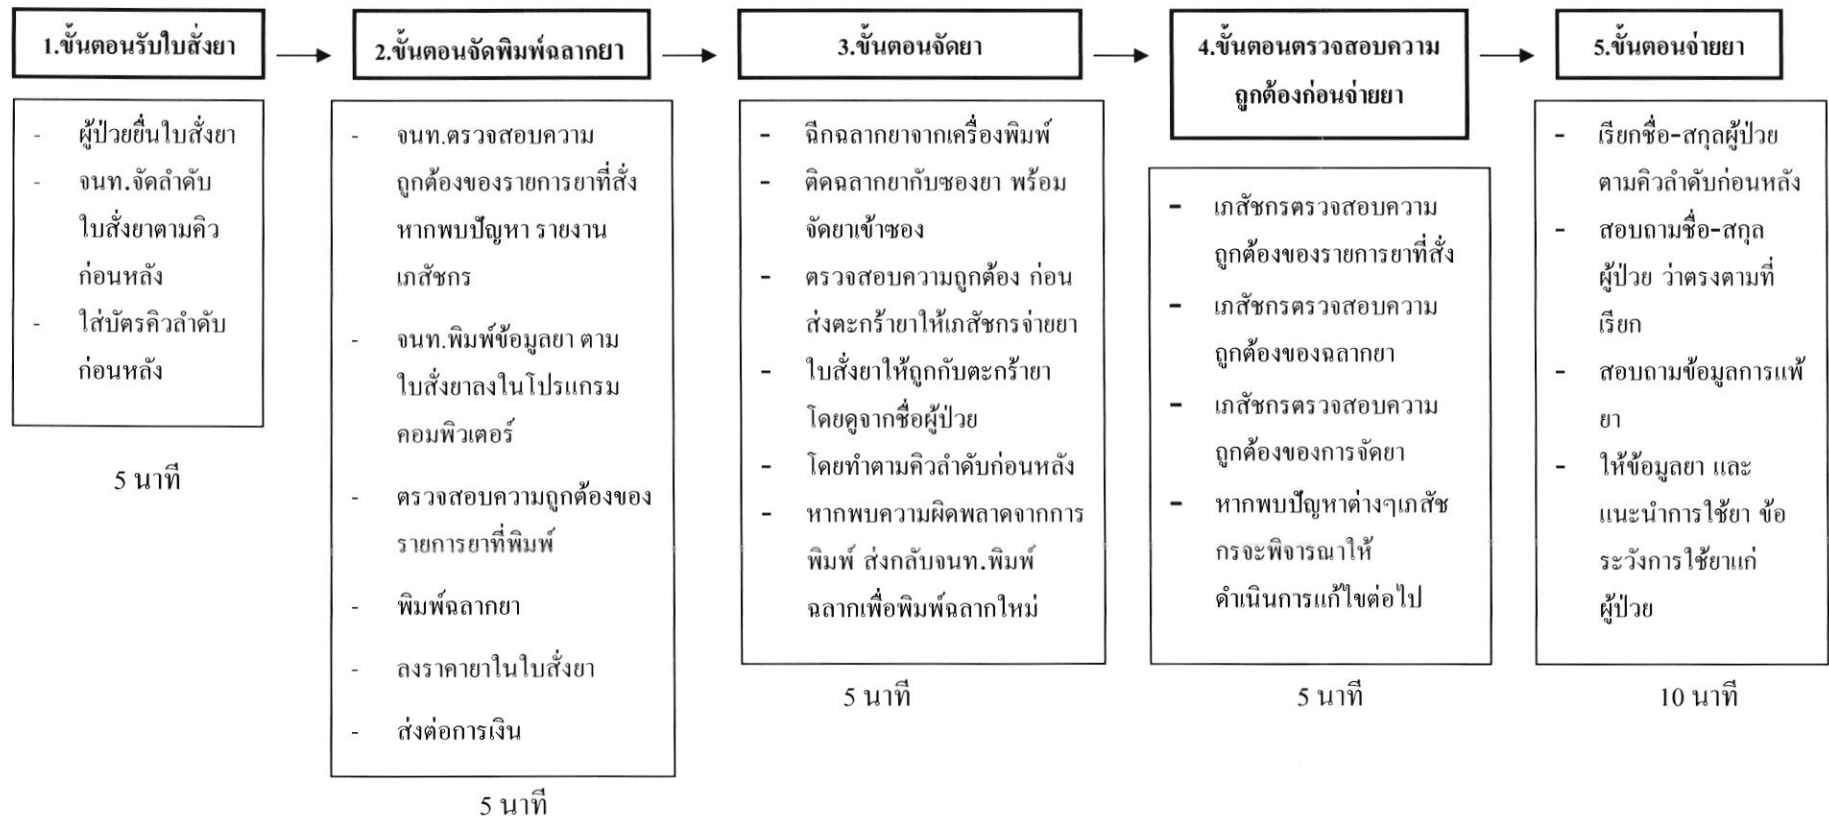 1.ขั้นตอนรับใบสั่งยา
- ผู้ป่วยยื่นใบสั่งยา
- จนท.จัดลำดับ
ใบสั่งยาตามคิว
ก่อนหลัง
- ใส่บัตรคิวลำดับ
ก่อนหลัง
5 นาที
2.ขั้นตอนจัดพิมพ์ฉลากยา
- จนท.ตรวจสอบความ
ถูกต้องของรายการยาที่สั่ง
หากพบปัญหา รายงาน
เภสัชกร
- จนท.พิมพ์ข้อมูลยา ตาม
ใบสั่งยาลงในโปรแกรม
คอมพิวเตอร์
- ตรวจสอบความถูกต้องของ
รายการยาที่พิมพ์
- พิมพ์ฉลากยา
- ลงราคายาในใบสั่งยา
- ส่งต่อการเงิน
5 นาที
3.ขั้นตอนจัดยา
- ฉีกฉลากยาจากเครื่องพิมพ์
- ติดฉลากยากับซองยา พร้อม
จัดยาเข้าซอง
- ตรวจสอบความถูกต้อง ก่อน
ส่งตะกร้ายาให้เภสัชกรจ่ายยา
- ใบสั่งยาให้ถูกกับตะกร้ายา
โดยดูจากชื่อผู้ป่วย
- โดยทำตามคิวลำดับก่อนหลัง
- หากพบความผิดพลาดจากการ
พิมพ์ ส่งกลับจนท.พิมพ์
ฉลากเพื่อพิมพ์ฉลากใหม่
5 นาที
4.ขั้นตอนตรวจสอบความ
ถูกต้องก่อนจ่ายยา
- เภสัชกรตรวจสอบความ
ถูกต้องของรายการยาที่สั่ง
- เภสัชกรตรวจสอบความ
ถูกต้องของฉลากยา
- เภสัชกรตรวจสอบความ
ถูกต้องของการจัดยา
- หากพบปัญหาต่างๆเภสัช
กรจะพิจารณาให้
ดำเนินการแก้ไขต่อไป
5 นาที
5.ขั้นตอนจ่ายยา
- เรียกชื่อ-สกุลผู้ป่วย
ตามคิวลำดับก่อนหลัง
- สอบถามชื่อ-สกุล
ผู้ป่วย ว่าตรงตามที่
เรียก
- สอบถามข้อมูลการแพ้
ยา
- ให้ข้อมูลยา และ
แนะนำการใช้ยา ข้อ
ระวังการใช้ยาแก่
ผู้ป่วย
10 นาที